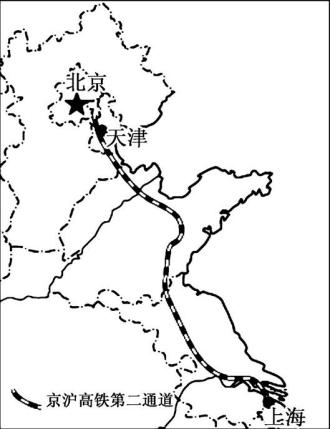 北京
天津
京沪高铁第二通道
上海